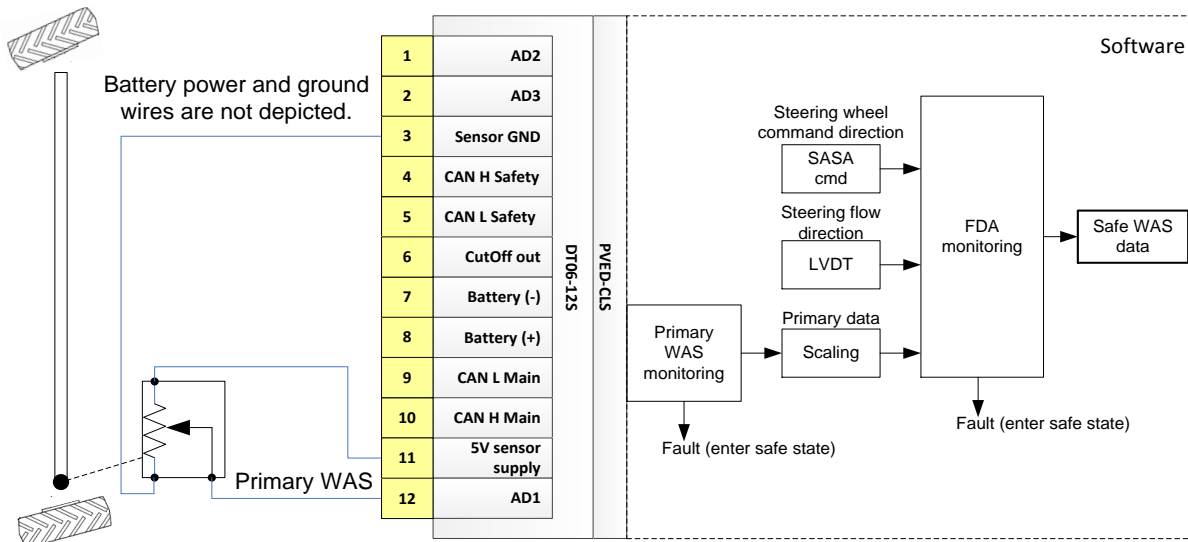 Software
Battery power and ground
wires are not depicted.
1 AD2
2 AD3
3 Sensor GND
4 CAN H Safety
5 CAN L Safety
6 CutOff out
7 Battery (-)
8 Battery (+)
9 CAN L Main
10 CAN H Main
11 5V sensor
supply
12 AD1
DT06-12S
PVED-CLS
Primary WAS
Steering wheel
command direction
SASA
cmd
Steering flow
direction
LVDT
Primary data
Scaling
Primary
WAS
monitoring
Fault (enter safe state)
FDA
monitoring
Fault (enter safe state)
Safe WAS
data